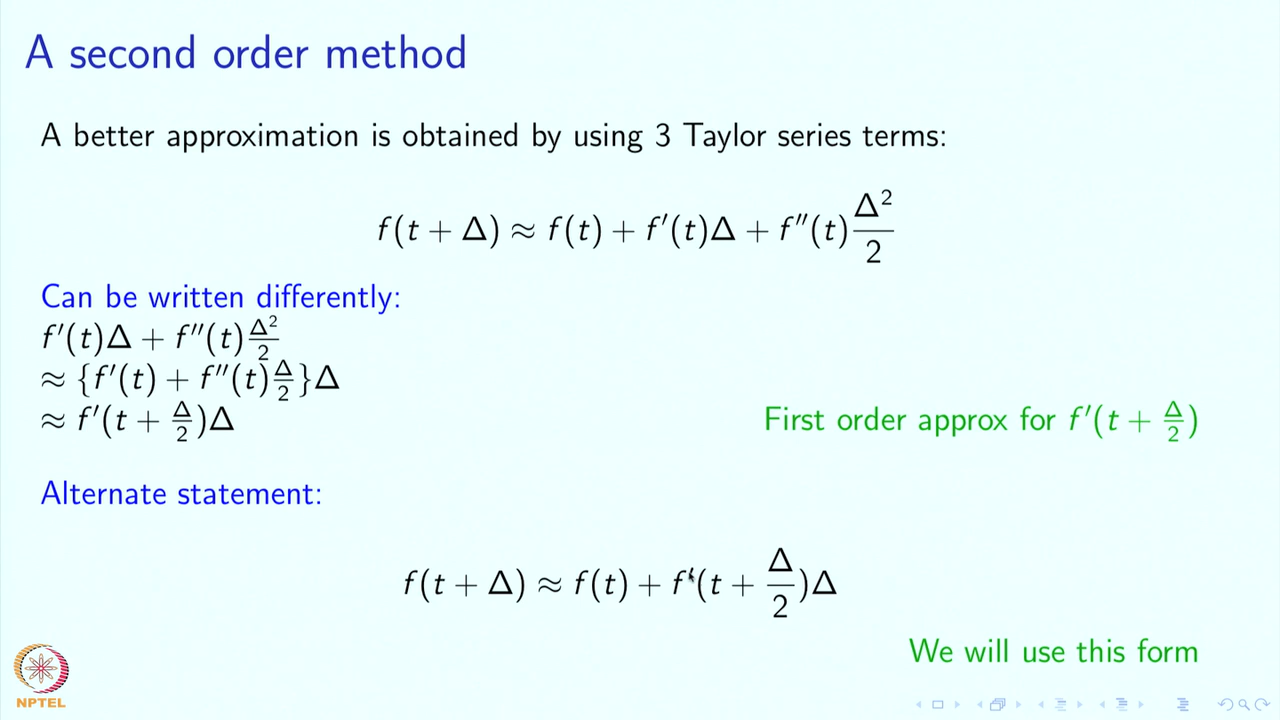 A second order method
A better approximation is obtained by using 3 Taylor series terms:
f(t + Δ) ≈ f(t) + f′(t)Δ + f″(t)Δ²/2
Can be written differently:
f′(t)Δ + f″(t)Δ²/2
≈ {f′(t) + f″(t)Δ/2}Δ
≈ f′(t + Δ/2)Δ
First order approx for f′(t + Δ/2)
Alternate statement:
f(t + Δ) ≈ f(t) + f′(t + Δ/2)Δ
We will use this form
NPTEL